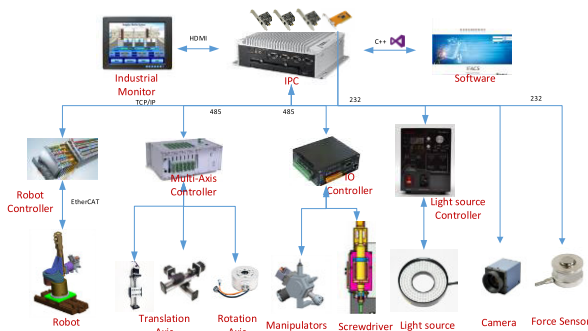 HDMI
C++
Industrial
Monitor
IPC
Software
TCP/IP
485
485
232
232
Robot
Controller
Multi-Axis
Controller
IO
Controller
Light source
Controller
EtherCAT
Robot
Translation
Axis
Rotation
Axis
Manipulators
Screwdriver
Light source
Camera
Force Sensor